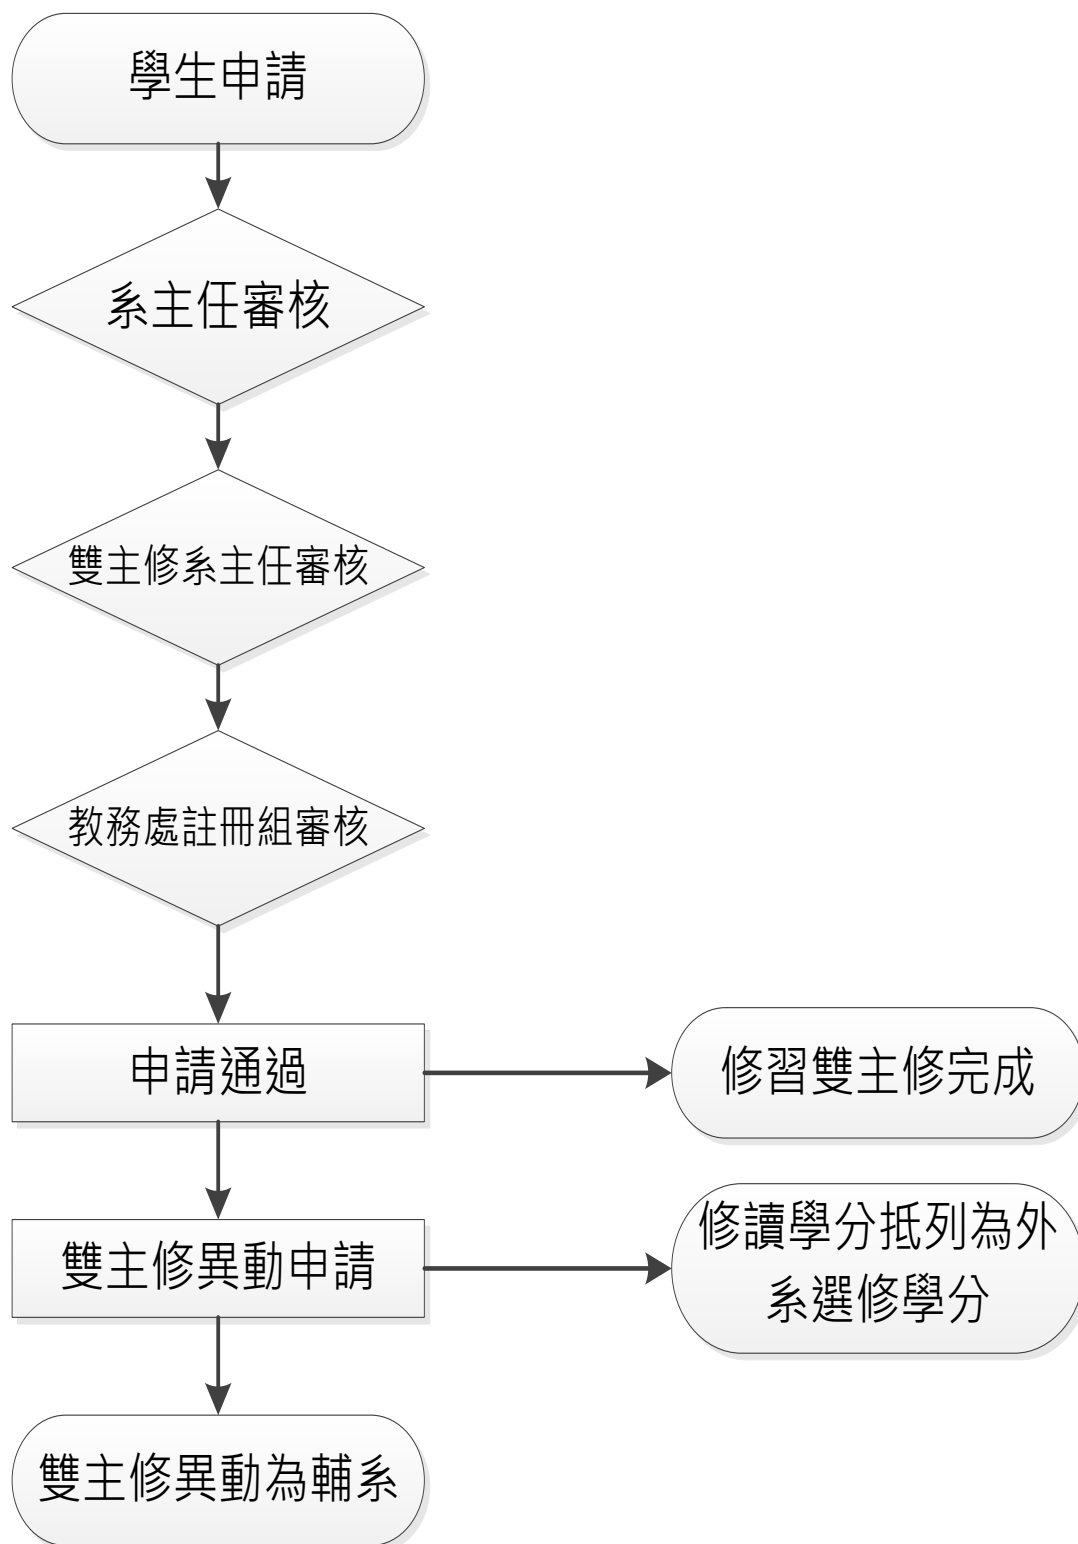 學生申請
系主任審核
雙主修系主任審核
教務處註冊組審核
申請通過
修習雙主修完成
雙主修異動申請
修讀學分抵列為外
系選修學分
雙主修異動為輔系